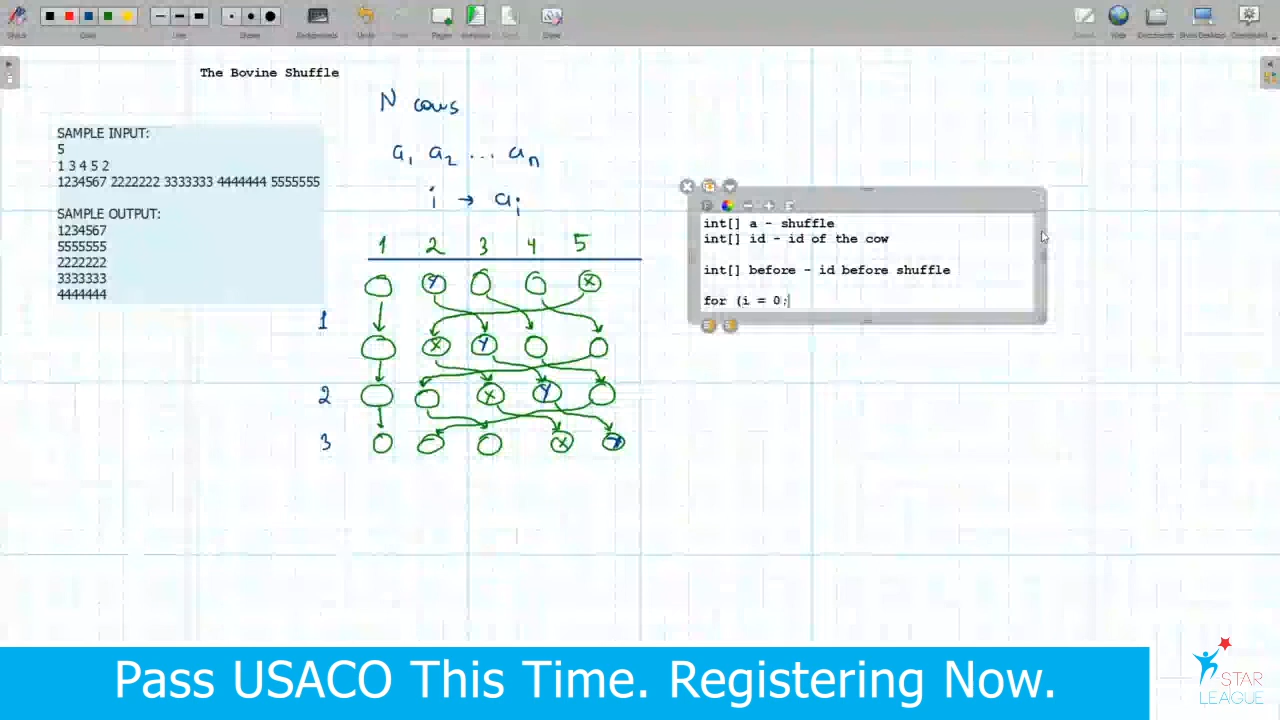 The Bovine Shuffle
N cows
SAMPLE INPUT:
5
1 3 4 5 2
1234567 2222222 3333333 4444444 5555555
SAMPLE OUTPUT:
1234567
5555555
2222222
3333333
4444444
a1 a2 ... an
i → ai
1 2 3 4 5
Y X
1
X Y
2
X Y
3
X Y
int[] a - shuffle
int[] id - id of the cow
int[] before - id before shuffle
for (i = 0;
Pass USACO This Time. Registering Now.
STAR
LEAGUE